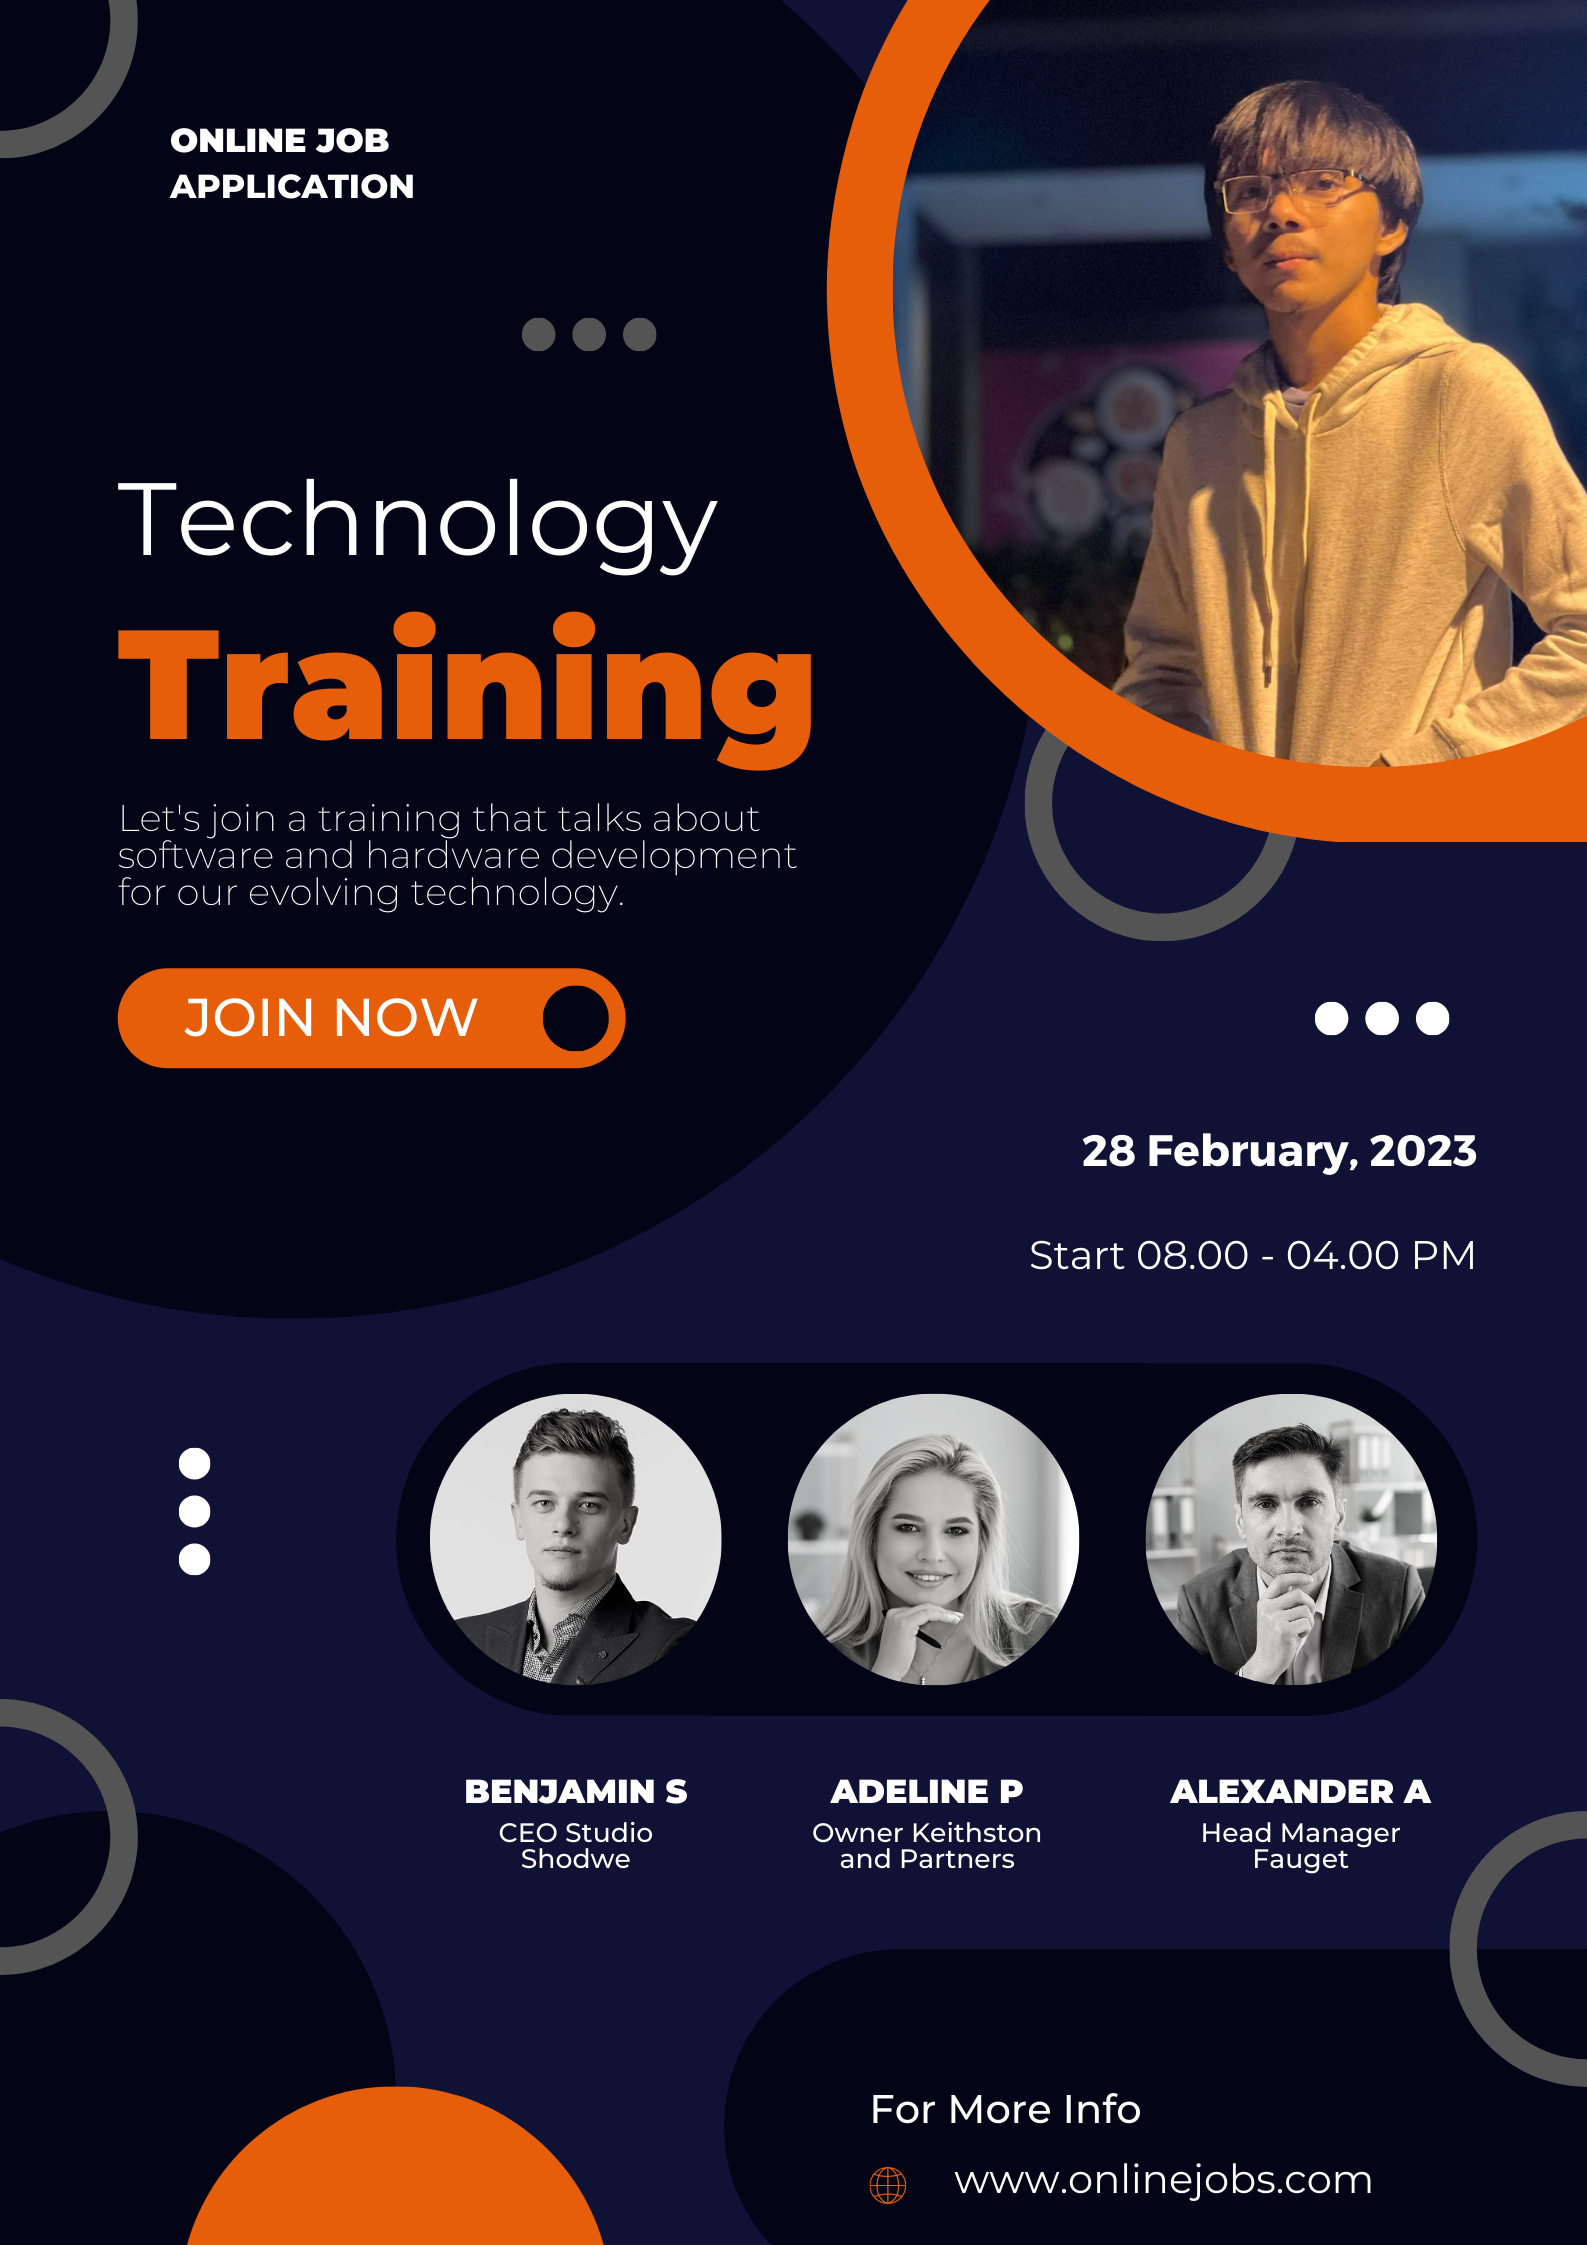 ONLINE JOB
APPLICATION
Technology
Training
Let's join a training that talks about
software and hardware development
for our evolving technology.
JOIN NOW
28 February, 2023
Start 08.00 - 04.00 PM
BENJAMIN S
CEO Studio
Shodwe
ADELINE P
Owner Keithston
and Partners
ALEXANDER A
Head Manager
Fauget
For More Info
www.onlinejobs.com